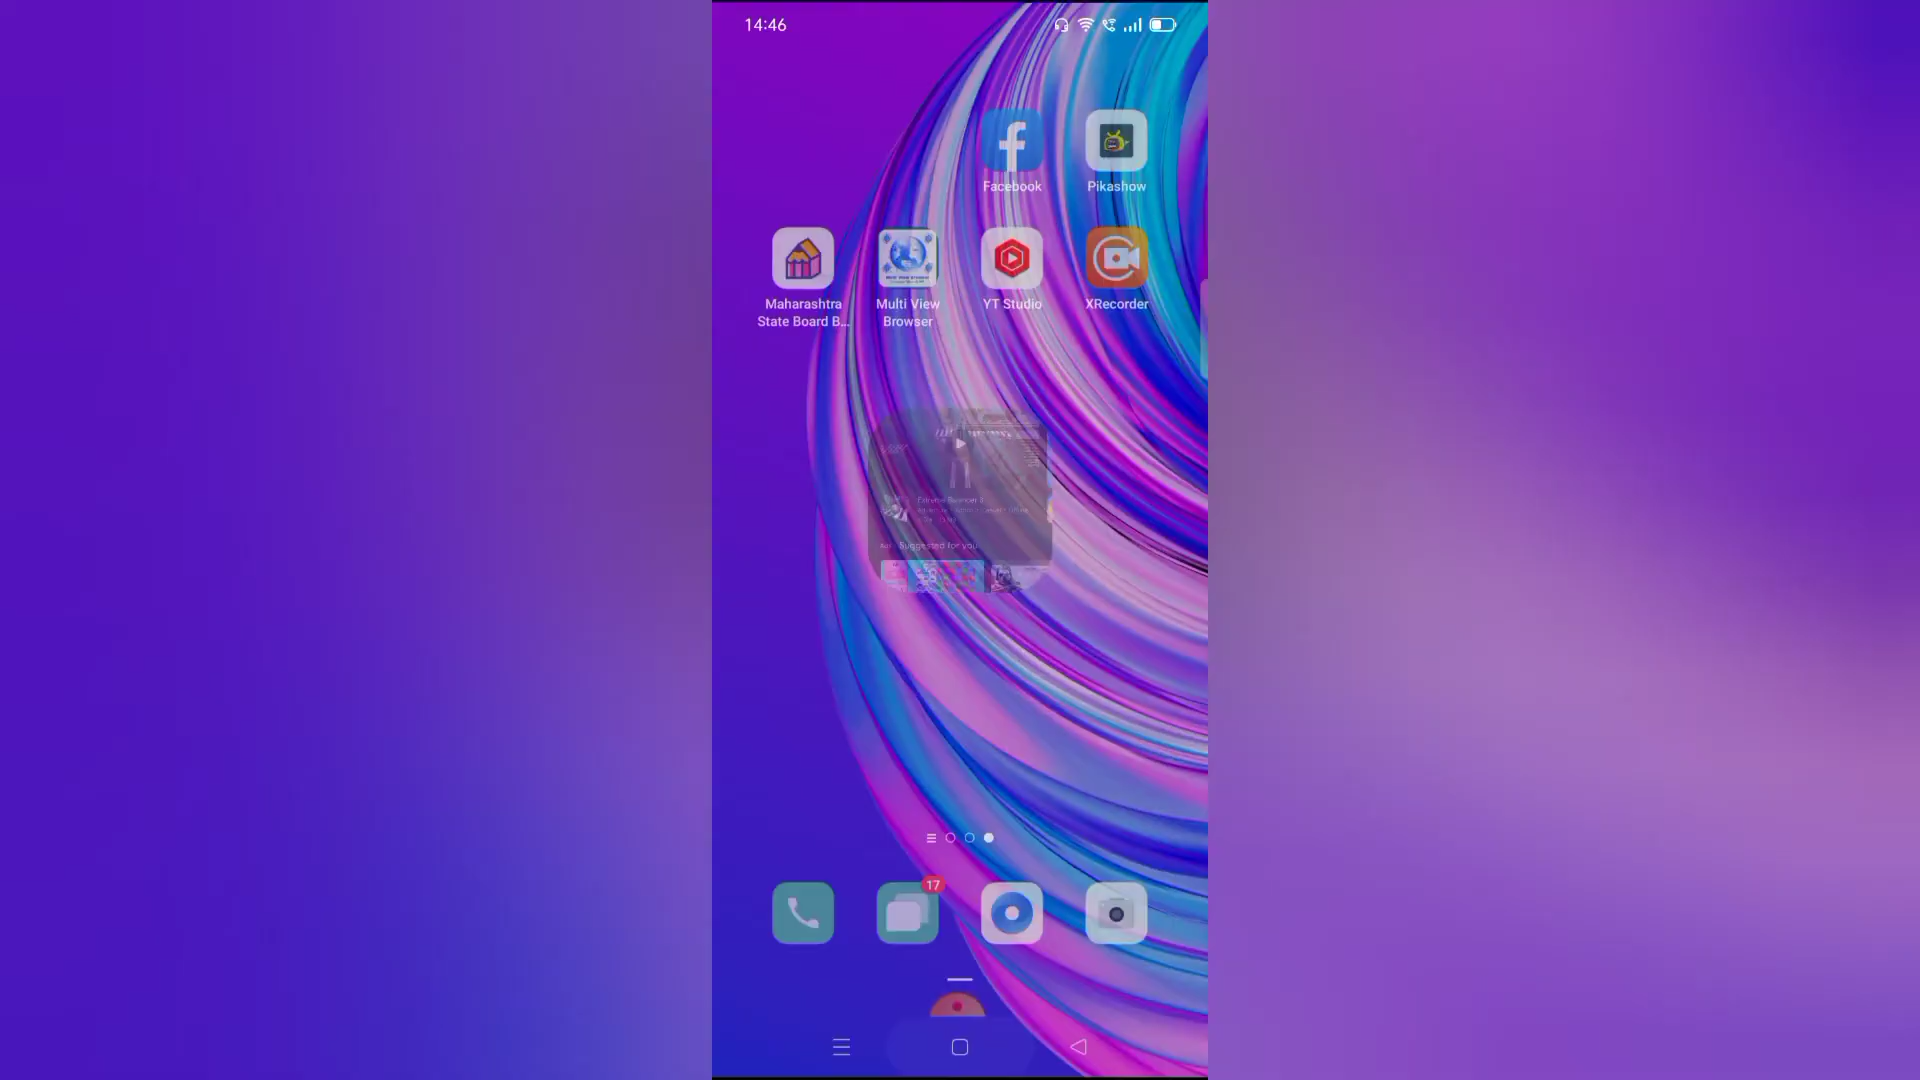 14:46
Facebook
Pikashow
Maharashtra
State Board B...
Multi View
Browser
YT Studio
XRecorder
Suggested for you
17